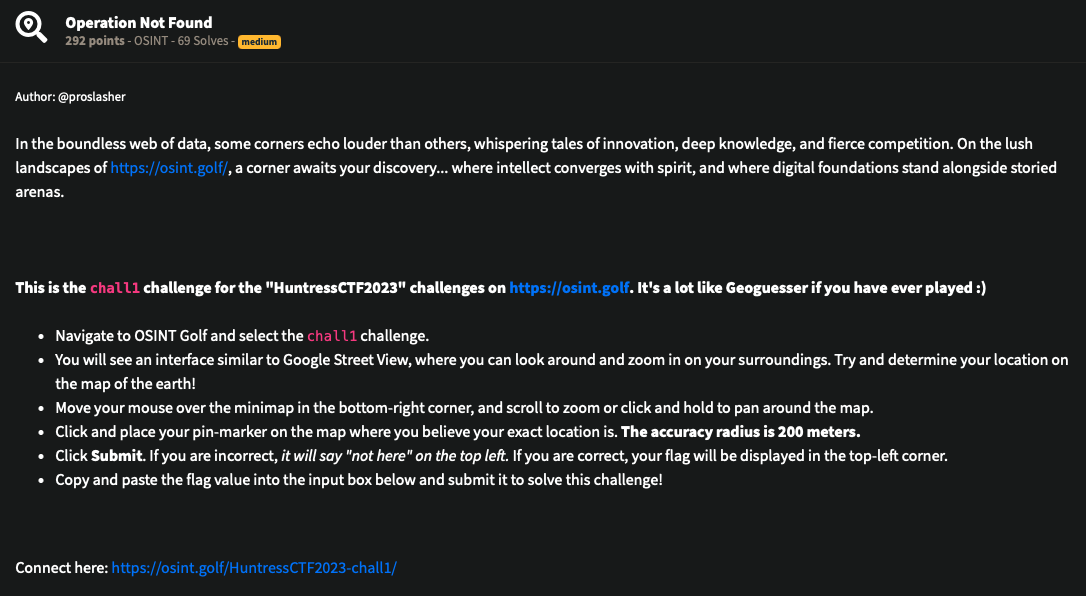 Operation Not Found
292 points - OSINT - 69 Solves - medium
Author: @proslasher
In the boundless web of data, some corners echo louder than others, whispering tales of innovation, deep knowledge, and fierce competition. On the lush
landscapes of https://osint.golf/, a corner awaits your discovery... where intellect converges with spirit, and where digital foundations stand alongside storied
arenas.
This is the chall1 challenge for the "HuntressCTF2023" challenges on https://osint.golf. It's a lot like Geoguesser if you have ever played :)
• Navigate to OSINT Golf and select the chall1 challenge.
• You will see an interface similar to Google Street View, where you can look around and zoom in on your surroundings. Try and determine your location on
the map of the earth!
• Move your mouse over the minimap in the bottom-right corner, and scroll to zoom or click and hold to pan around the map.
• Click and place your pin-marker on the map where you believe your exact location is. The accuracy radius is 200 meters.
• Click Submit. If you are incorrect, it will say "not here" on the top left. If you are correct, your flag will be displayed in the top-left corner.
• Copy and paste the flag value into the input box below and submit it to solve this challenge!
Connect here: https://osint.golf/HuntressCTF2023-chall1/